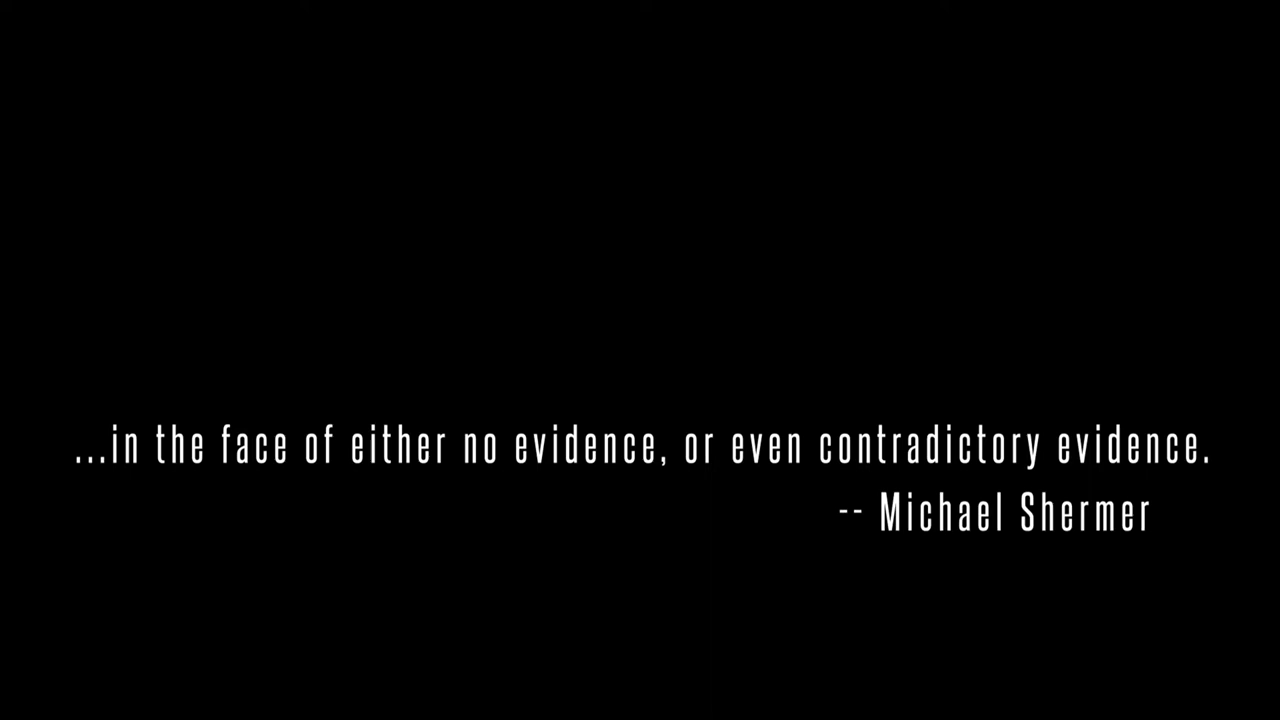 ...in the face of either no evidence, or even contradictory evidence.
-- Michael Shermer